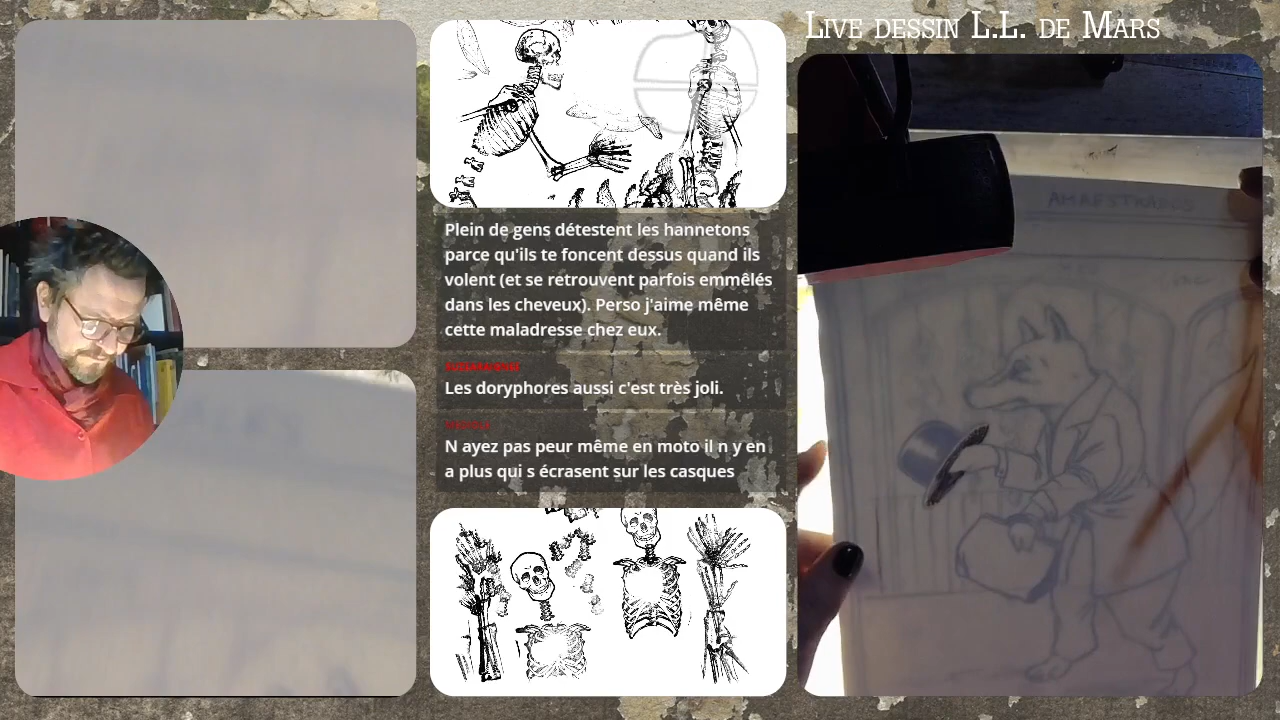 Live dessin L.L. de Mars
Plein de gens détestent les hannetons
parce qu'ils te foncent dessus quand ils
volent (et se retrouvent parfois emmêlés
dans les cheveux). Perso j'aime même
cette maladresse chez eux.
Les doryphores aussi c'est très joli.
N ayez pas peur même en moto il n y en
a plus qui s écrasent sur les casques